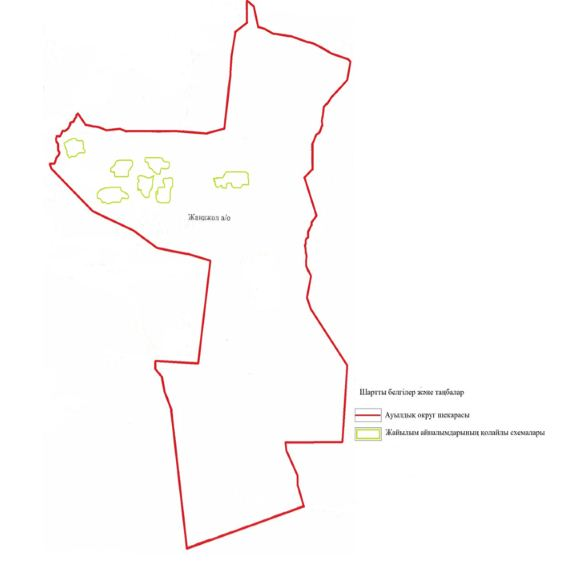 Жаңажол а/о
Шартты белгілер және таңбалар
Ауылдық округ шекарасы
Жайылым айналымдарының қолайлы схемалары